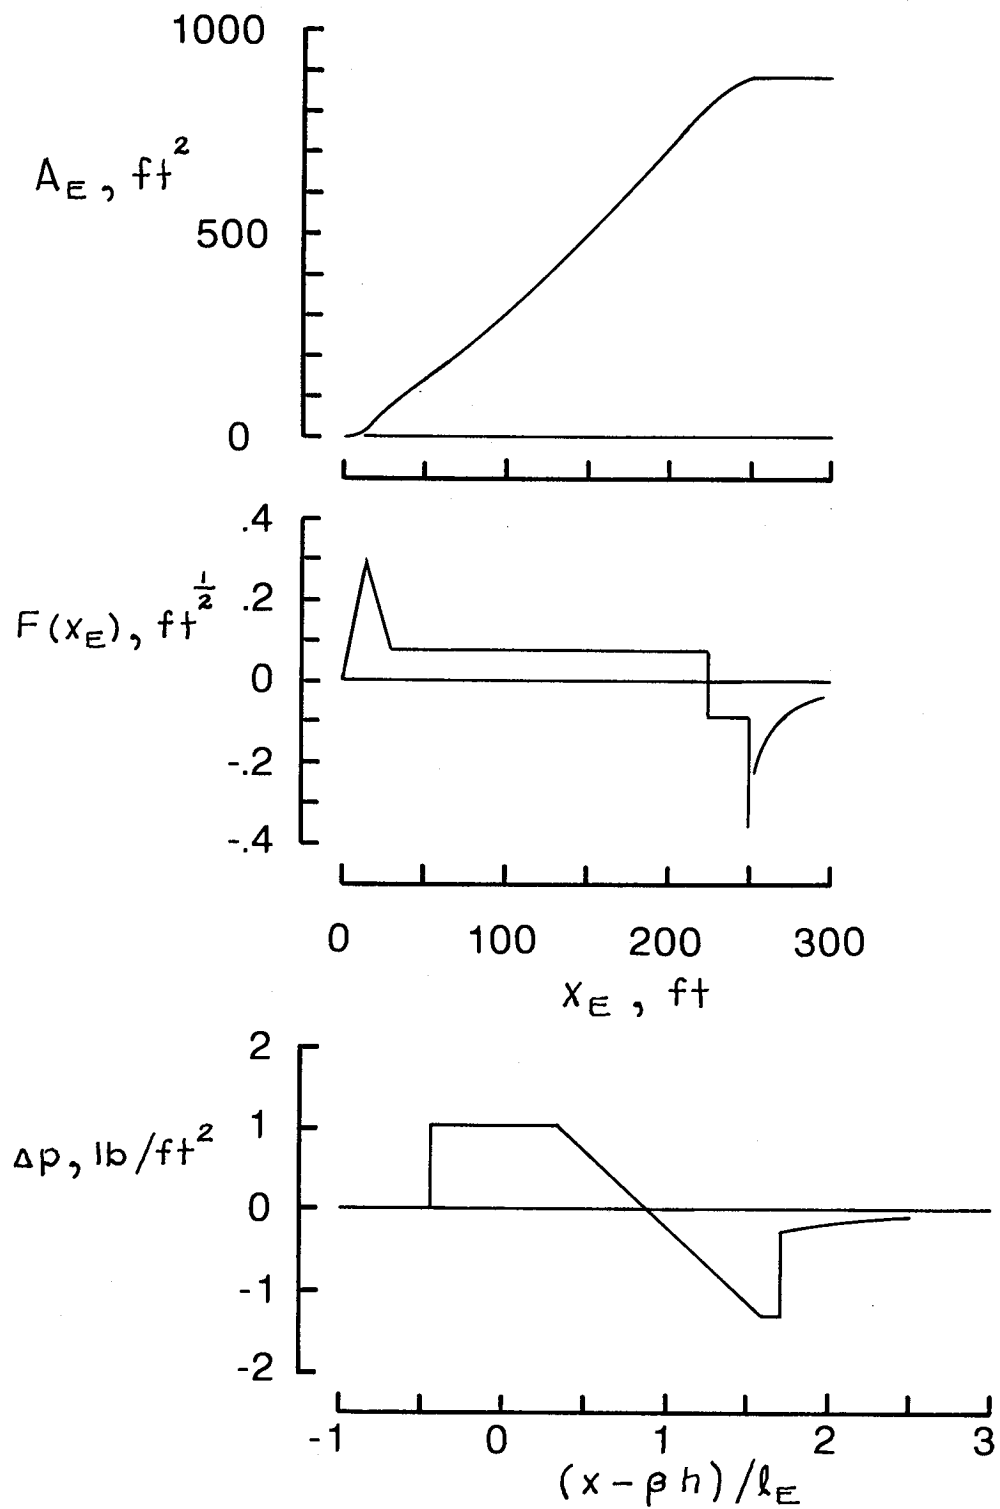 1000
A_E, ft^2
500
0
.4
F(x_E), ft^{1/2}
.2
0
-.2
-.4
0 100 200 300
x_E, ft
2
1
Δp, lb/ft^2
0
-1
-2
-1 0 1 2 3
(x - βh)/l_E